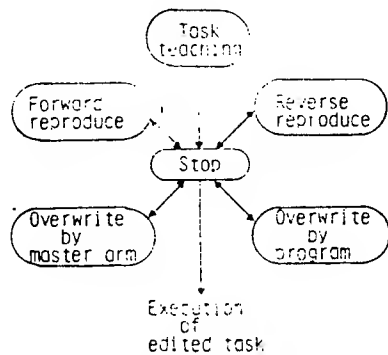 Task
teaching
Forward
reproduce
Reverse
reproduce
Stop
Overwrite
by
master arm
Overwrite
by
program
Execution
of
edited task